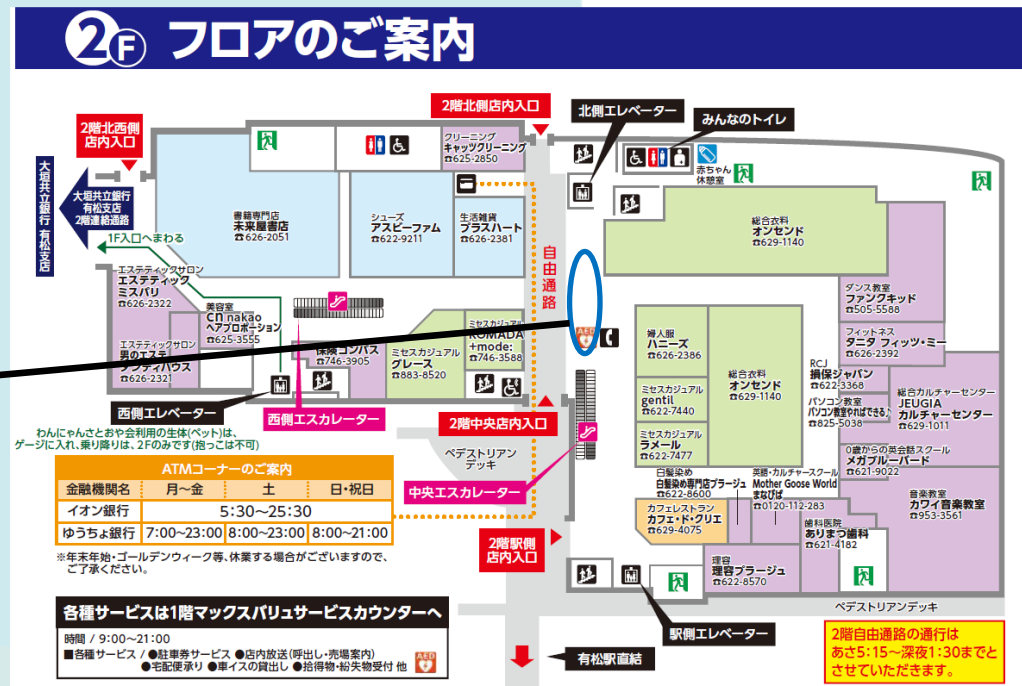 2F フロアのご案内
2階北側店内入口
北側エレベーター
みんなのトイレ
2階北西側
店内入口
クリーニング
キャッツクリーニング
☎625-2850
赤ちゃん
休憩室
大垣共立銀行 有松支店
大垣共立銀行
有松支店
2階連絡通路
1F入口へまわる
書籍専門店
未来屋書店
☎626-2051
シューズ
アスビーファム
☎622-9211
生活雑貨
プラスハート
☎626-2381
自由通路
総合衣料
オンセンド
☎629-1140
エステティックサロン
エステティック
ミスパリ
☎626-2322
美容室
Cn nakao
ヘアプロポーション
☎625-3555
エステティックサロン
男のエステ
☎626-2321
保険コンパス
☎746-3905
ミセスカジュアル
グレース
☎883-8520
ミセスカジュアル
KOMADA
+mode:
☎746-3588
AED
婦人服
ハニーズ
☎626-2386
ミセスカジュアル
gentil
☎622-7440
ミセスカジュアル
ラメール
☎622-7477
総合衣料
オンセンド
☎629-1140
ダンス教室
ファンクキッド
☎505-5588
フィットネス
タニタ フィッツ・ミー
☎626-2392
RCJ
損保ジャパン
☎622-3368
パソコン教室
パソコン教室やればできる♪
☎825-5038
総合カルチャーセンター
JEUGIA
カルチャーセンター
☎629-1011
0歳からの英会話スクール
メガブルーバード
☎621-9022
音楽教室
カワイ音楽教室
☎953-3561
西側エレベーター
西側エスカレーター
2階中央店内入口
わんにゃんさとおや会利用の生体(ペット)は、
ゲージに入れ、乗り降りは、2Fのみです(抱っこは不可)
ペデストリアン
デッキ
中央エスカレーター
白髪染め
白髪染め専門店プラージュ
☎622-8600
英語・カルチャースクール
Mother Goose World
まなびば
☎0120-112-283
カフェレストラン
カフェ・ド・クリエ
☎629-4075
歯科医院
ありまつ歯科
☎621-4182
理容
理容プラージュ
☎622-8570
2階駅側
店内入口
ATMコーナーのご案内
金融機関名 月〜金 土 日・祝日
イオン銀行 5:30〜25:30
ゆうちょ銀行 7:00〜23:00 8:00〜23:00 8:00〜21:00
※年末年始・ゴールデンウィーク等、休業する場合がございますので、
ご了承ください。
ペデストリアンデッキ
駅側エレベーター
有松駅直結
各種サービスは1階マックスバリュサービスカウンターへ
時間 / 9:00〜21:00
■各種サービス / ●駐車券サービス ●店内放送(呼出し・売場案内)
●宅配便承り ●車イスの貸出し ●拾得物・紛失物受付 他
AED
2階自由通路の通行は
あさ5:15〜深夜1:30までと
させていただきます。